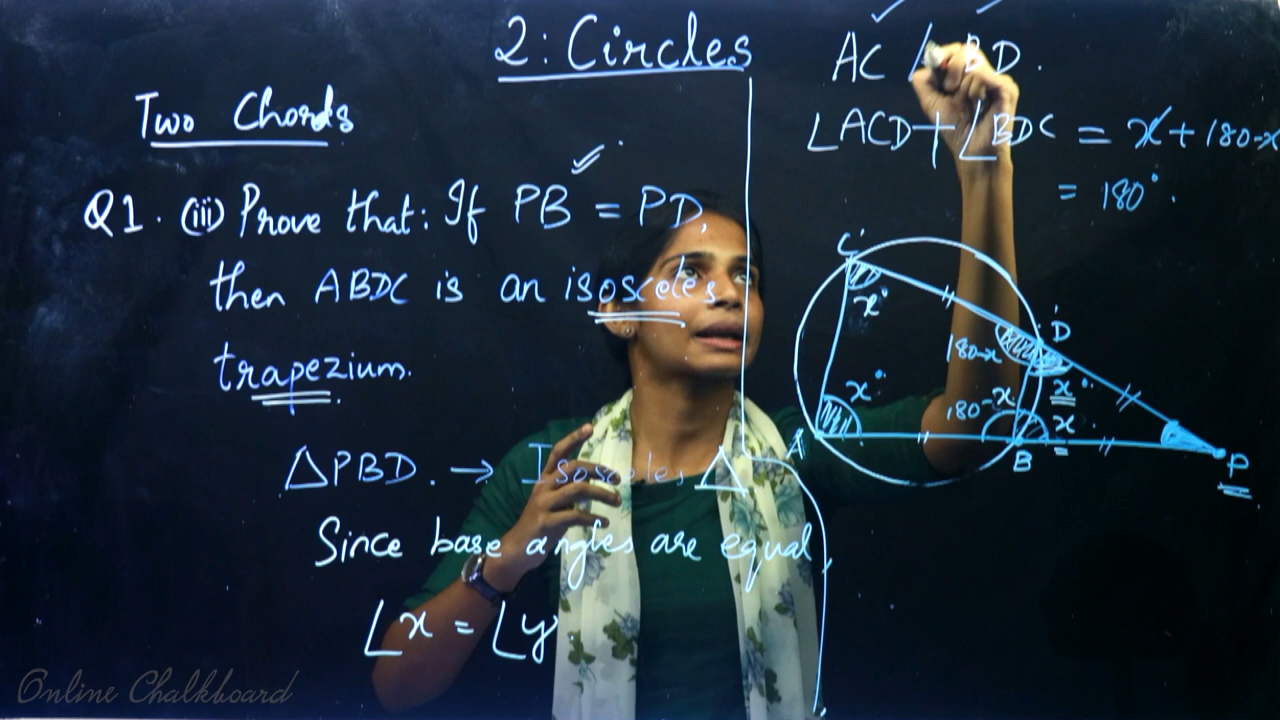 2: Circles
Two Chords
Q1. (iii) Prove that: If PB = PD,
then ABDC is an isosceles
trapezium.
△PBD. → Isosceles △
Since base angles are equal
∠x = ∠y
AC BD.
∠ACD + ∠BDC = x + 180-x
= 180°.
C
x°
D
180-x
x°.
x°
180-x
x.
A
B
P
Online Chalkboard